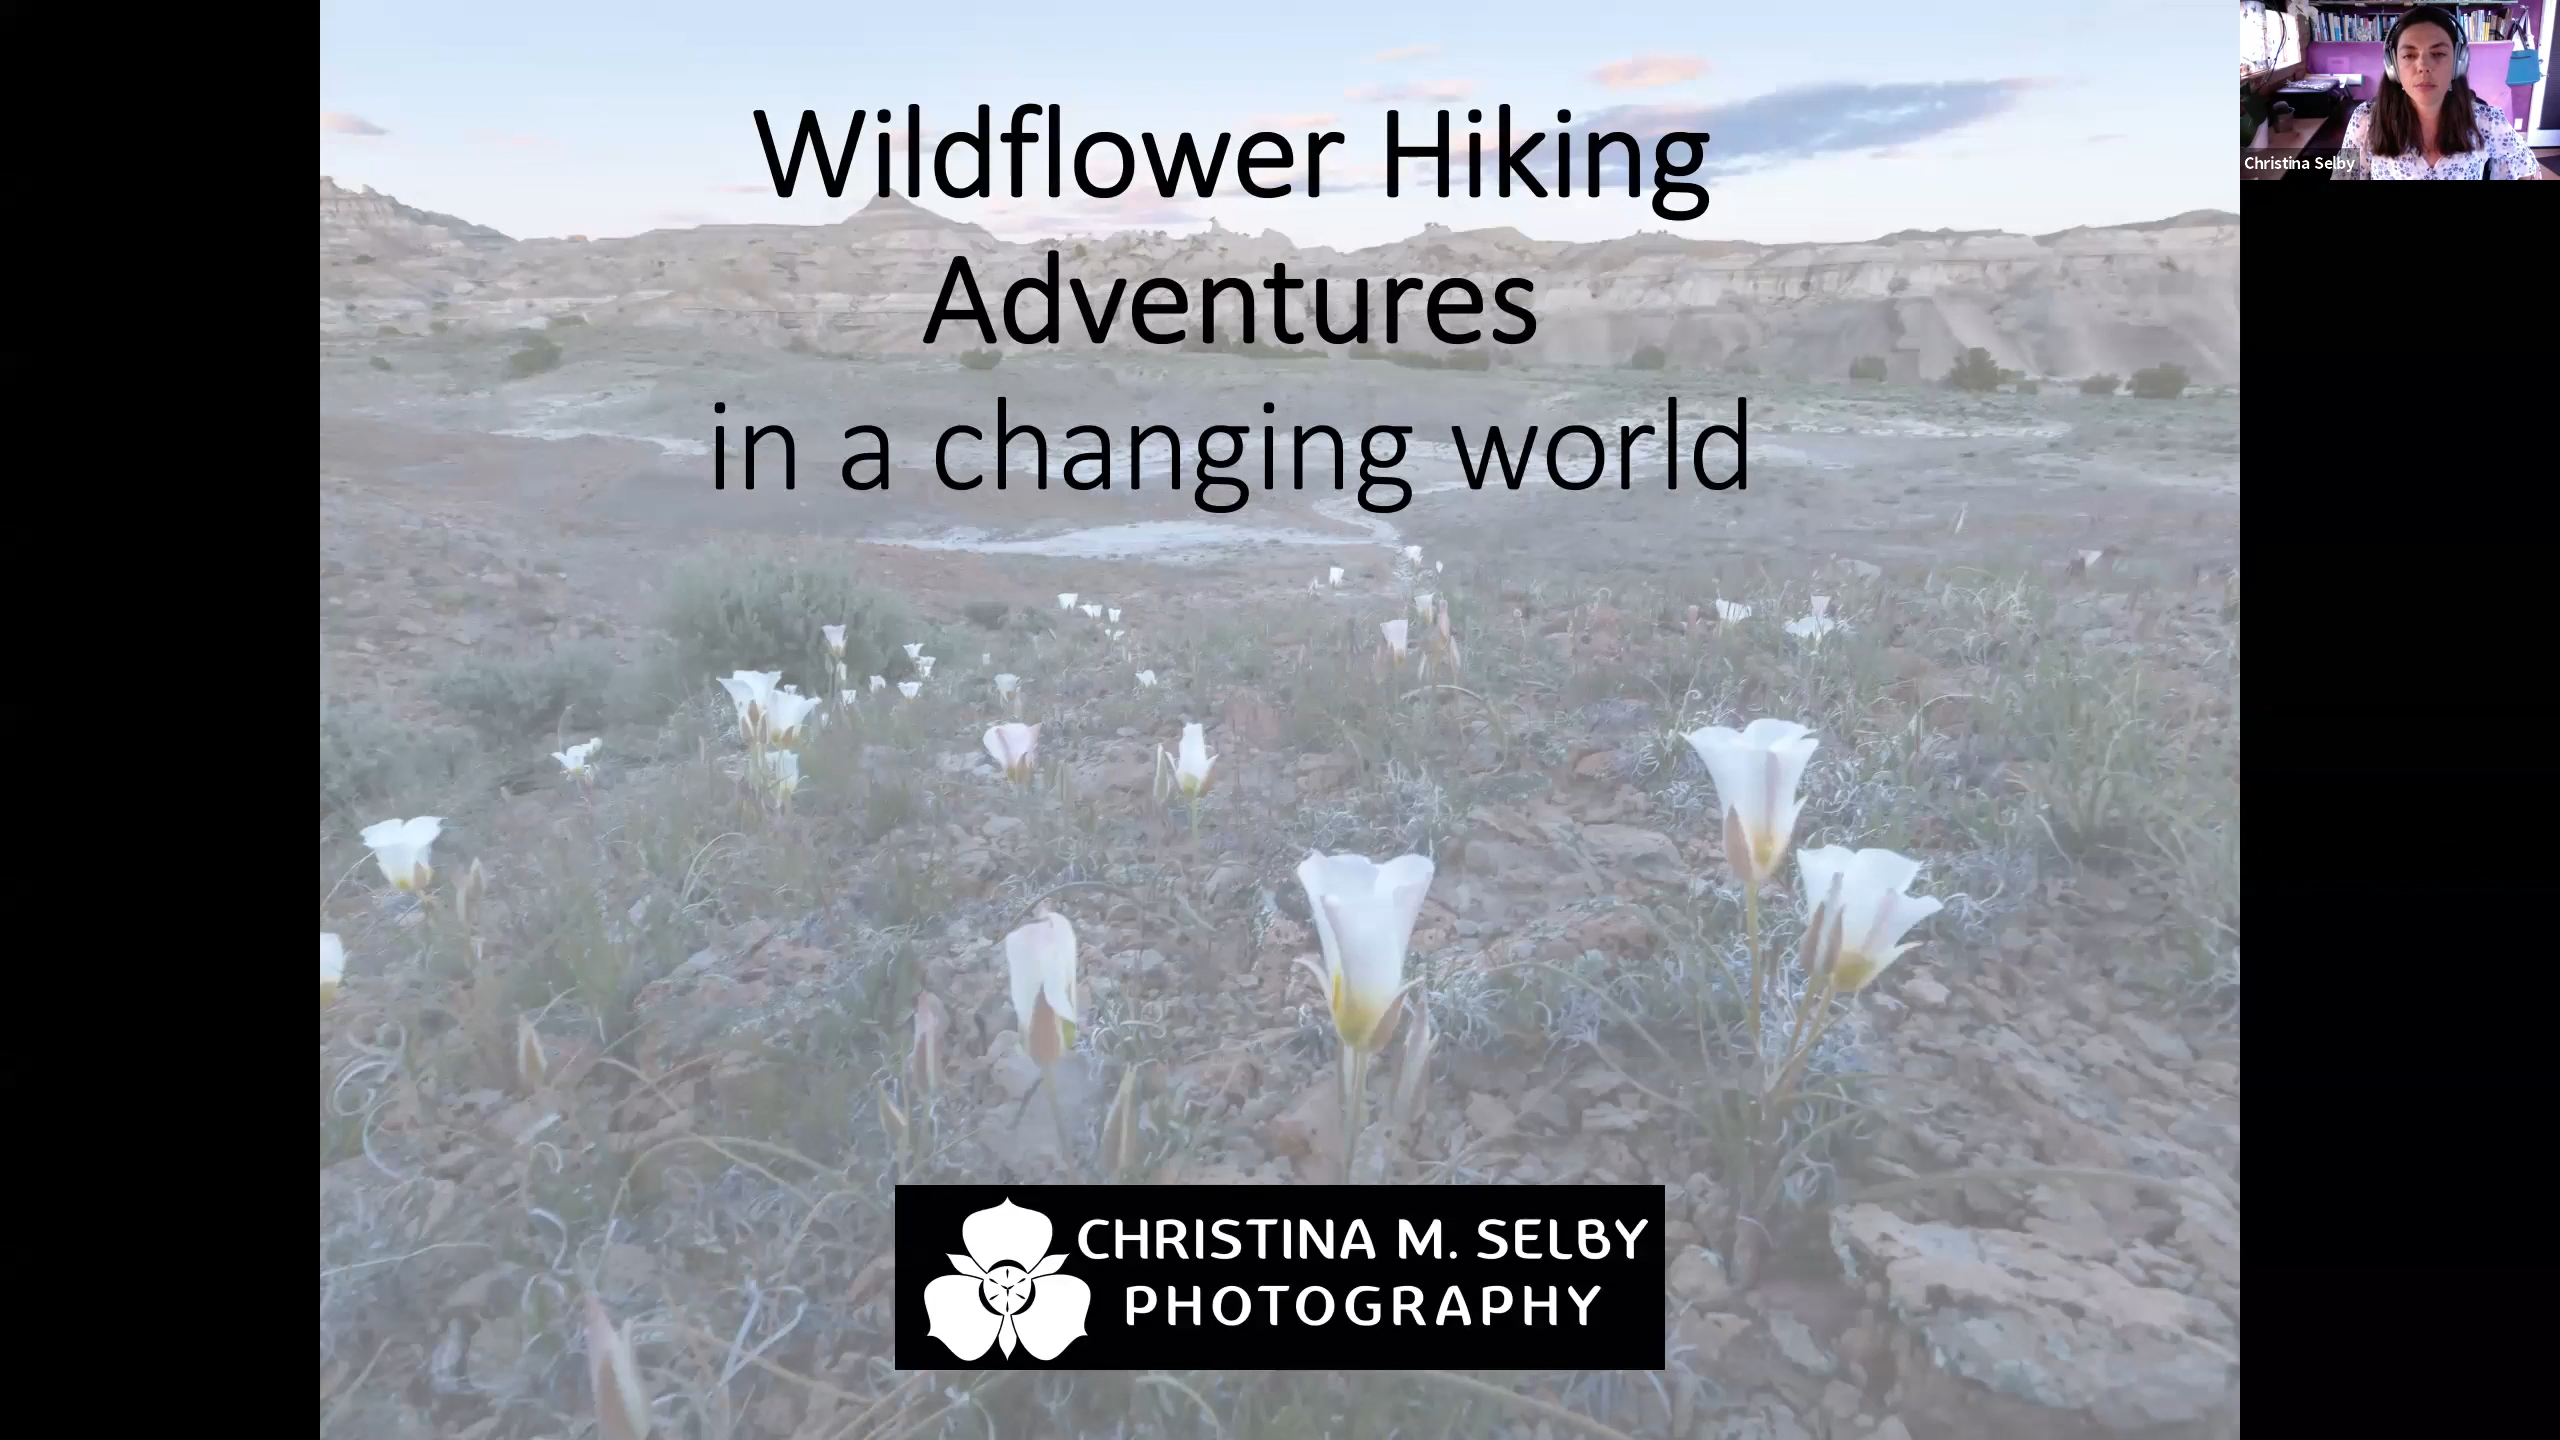 Wildflower Hiking
Adventures
in a changing world
Christina Selby
CHRISTINA M. SELBY
PHOTOGRAPHY